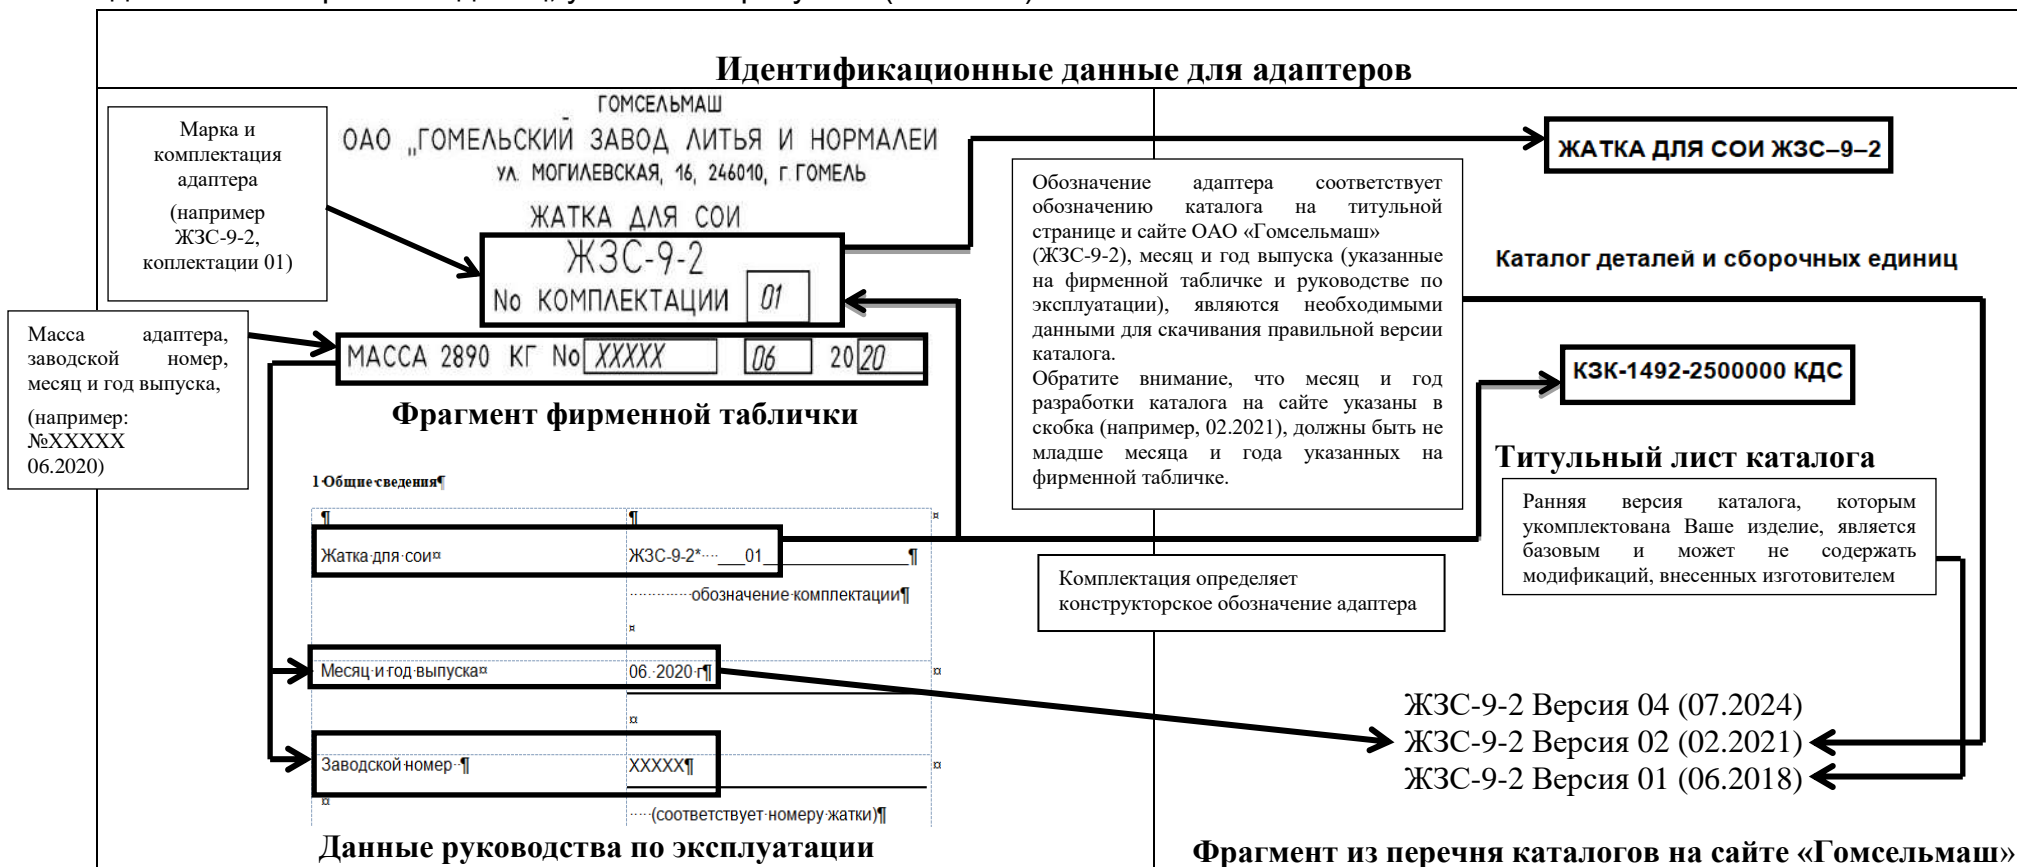 Идентификационные данные для адаптеров
Марка и
комплектация
адаптера
(например
ЖЗС-9-2,
коплектации 01)
ГОМСЕЛЬМАШ
ОАО „ГОМЕЛЬСКИЙ ЗАВОД ЛИТЬЯ И НОРМАЛЕЙ
УЛ. МОГИЛЕВСКАЯ, 16, 246010, Г. ГОМЕЛЬ
ЖАТКА ДЛЯ СОИ
ЖЗС-9-2
No КОМПЛЕКТАЦИИ 01
Масса адаптера,
заводской номер,
месяц и год выпуска,
(например:
№XXXXX
06.2020)
МАССА 2890 КГ No XXXXX 06 20 20
Фрагмент фирменной таблички
1·Общие·сведения¶
¶ ¶ ¤
Жатка·для·сои¤ ЖЗС-9-2*····___01_______________¶
··············обозначение·комплектации¶
¤
Месяц·и·год·выпуска¤ 06.·2020·г¶ ¤
¤
Заводской·номер··¶ XXXXX¶ ¤
¤
····(соответствует·номеру·жатки)¶
Данные руководства по эксплуатации
Обозначение адаптера соответствует
обозначению каталога на титульной
странице и сайте ОАО «Гомсельмаш»
(ЖЗС-9-2), месяц и год выпуска (указанные
на фирменной табличке и руководстве по
эксплуатации), являются необходимыми
данными для скачивания правильной версии
каталога.
Обратите внимание, что месяц и год
разработки каталога на сайте указаны в
скобка (например, 02.2021), должны быть не
младше месяца и года указанных на
фирменной табличке.
Комплектация определяет
конструкторское обозначение адаптера
ЖАТКА ДЛЯ СОИ ЖЗС–9–2
Каталог деталей и сборочных единиц
КЗК-1492-2500000 КДС
Титульный лист каталога
Ранняя версия каталога, которым
укомплектована Ваше изделие, является
базовым и может не содержать
модификаций, внесенных изготовителем
ЖЗС-9-2 Версия 04 (07.2024)
ЖЗС-9-2 Версия 02 (02.2021)
ЖЗС-9-2 Версия 01 (06.2018)
Фрагмент из перечня каталогов на сайте «Гомсельмаш»